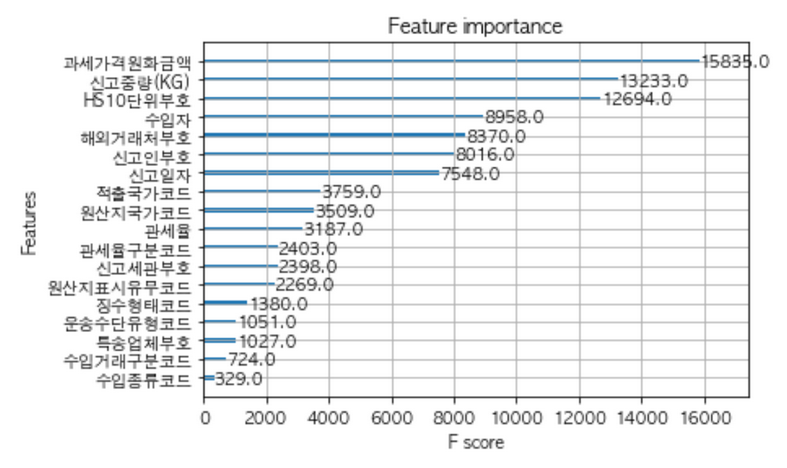 Feature importance
과세가격원화금액 15835.0
신고중량(KG) 13233.0
HS10단위부호 12694.0
수입자 8958.0
해외거래처부호 8370.0
신고인부호 8016.0
신고일자 7548.0
적출국가코드 3759.0
원산지국가코드 3509.0
관세율 3187.0
관세율구분코드 2403.0
신고세관부호 2398.0
원산지표시유무코드 2269.0
징수형태코드 1380.0
운송수단유형코드 1051.0
특송업체부호 1027.0
수입거래구분코드 724.0
수입종류코드 329.0
Features
0 2000 4000 6000 8000 10000 12000 14000 16000
F score